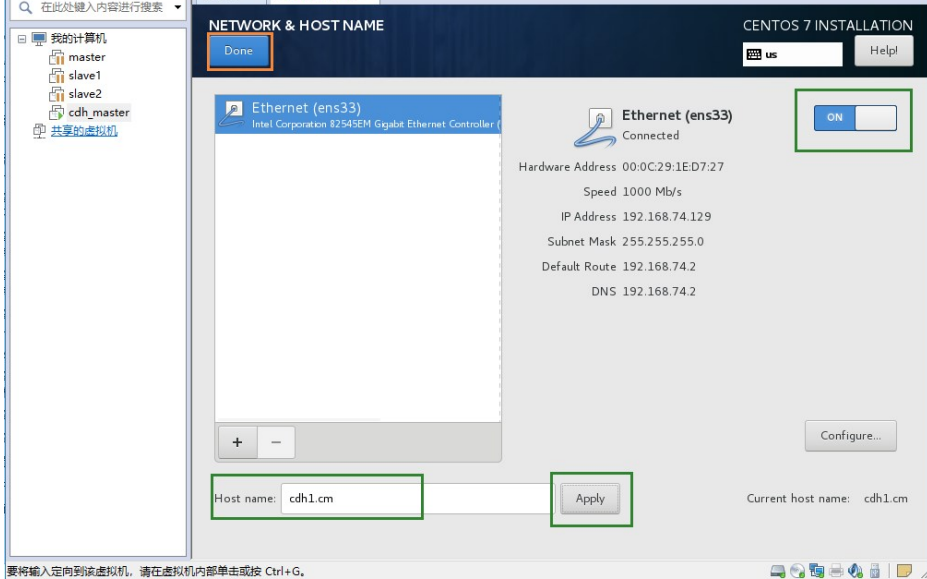 在此处键入内容进行搜索
我的计算机
master
slave1
slave2
cdh_master
共享的虚拟机
NETWORK & HOST NAME
CENTOS 7 INSTALLATION
Done
us
Help!
Ethernet (ens33)
Intel Corporation 82545EM Gigabit Ethernet Controller (
Ethernet (ens33)
Connected
ON
Hardware Address 00:0C:29:1E:D7:27
Speed 1000 Mb/s
IP Address 192.168.74.129
Subnet Mask 255.255.255.0
Default Route 192.168.74.2
DNS 192.168.74.2
+ −
Configure...
Host name: cdh1.cm
Apply
Current host name: cdh1.cm
要将输入定向到该虚拟机，请在虚拟机内部单击或按 Ctrl+G。